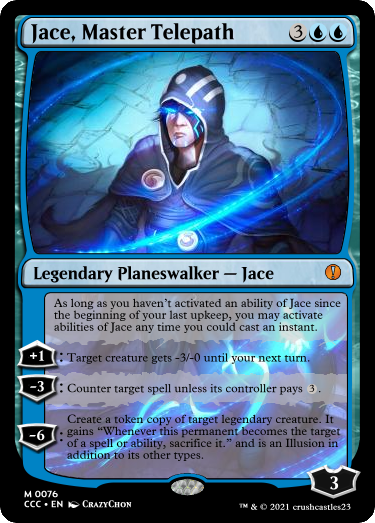 Jace, Master Telepath 3
Legendary Planeswalker — Jace
As long as you haven't activated an ability of Jace since
the beginning of your last upkeep, you may activate
abilities of Jace any time you could cast an instant.
+1 : Target creature gets -3/-0 until your next turn.
-3 : Counter target spell unless its controller pays 3 .
Create a token copy of target legendary creature. It
-6 : gains “Whenever this permanent becomes the target
of a spell or ability, sacrifice it.” and is an Illusion in
addition to its other types.
3
M 0076
CCC • EN CrazyChon
™ & © 2021 crushcastles23